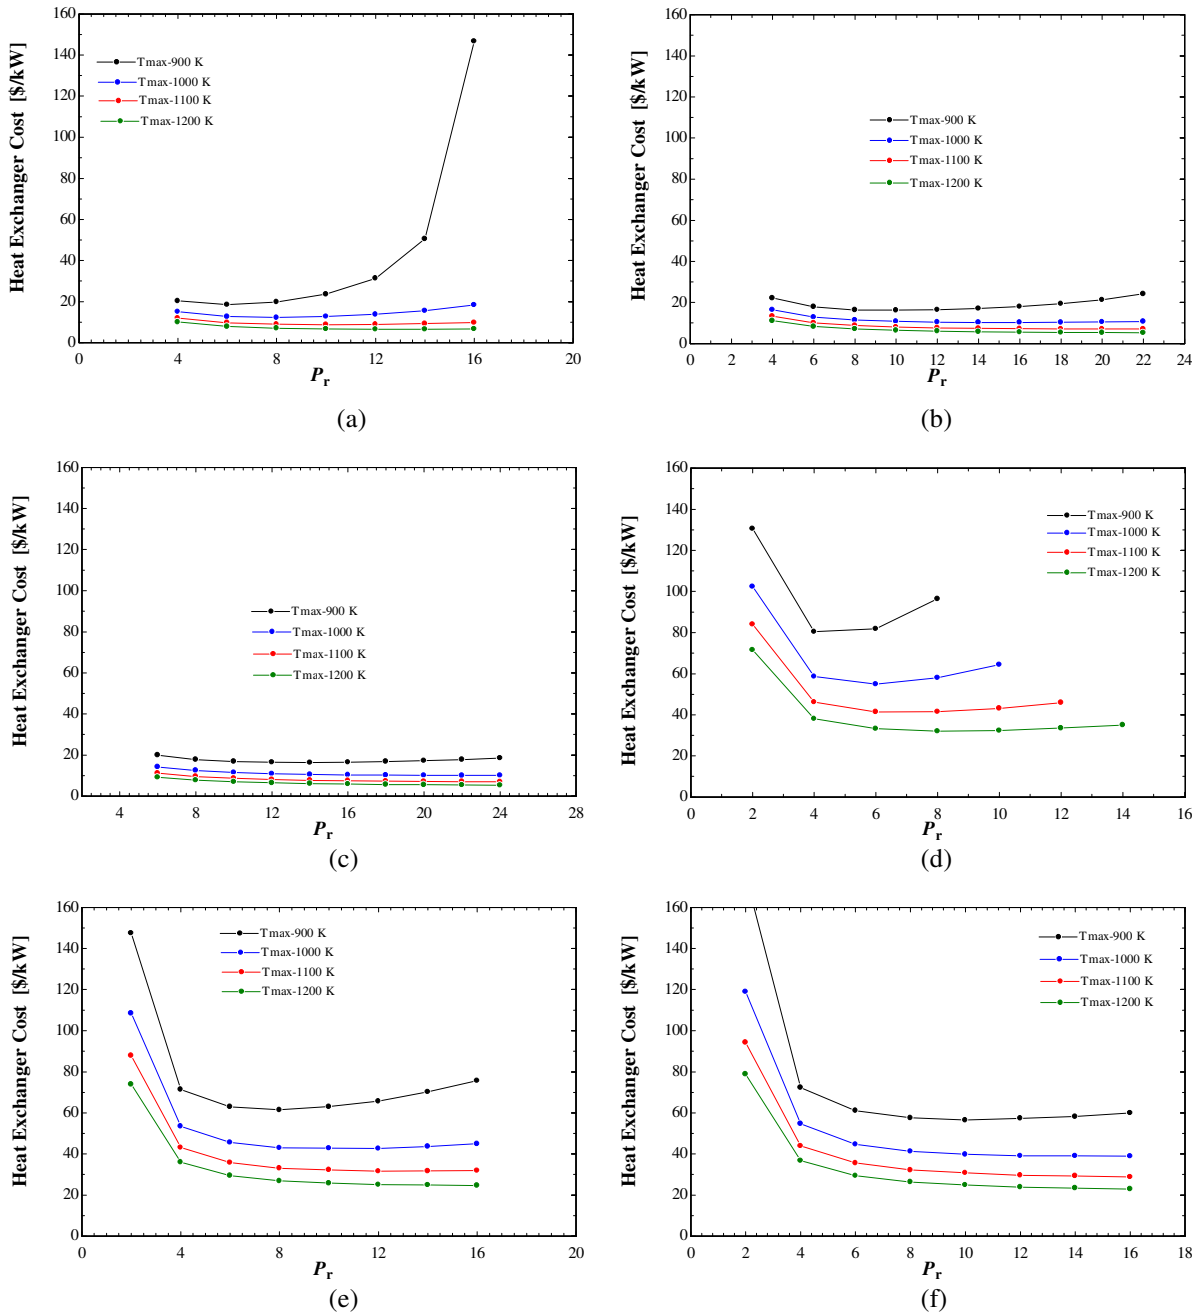 Heat Exchanger Cost [$/kW]
160
140
120
100
80
60
40
20
0
Tmax-900 K
Tmax-1000 K
Tmax-1100 K
Tmax-1200 K
0 4 8 12 16 20
Pr
(a)
Heat Exchanger Cost [$/kW]
160
140
120
100
80
60
40
20
0
Tmax-900 K
Tmax-1000 K
Tmax-1100 K
Tmax-1200 K
0 2 4 6 8 10 12 14 16 18 20 22 24
Pr
(b)
Heat Exchanger Cost [$/kW]
160
140
120
100
80
60
40
20
0
Tmax-900 K
Tmax-1000 K
Tmax-1100 K
Tmax-1200 K
4 8 12 16 20 24 28
Pr
(c)
Heat Exchanger Cost [$/kW]
160
140
120
100
80
60
40
20
0
Tmax-900 K
Tmax-1000 K
Tmax-1100 K
Tmax-1200 K
0 2 4 6 8 10 12 14 16
Pr
(d)
Heat Exchanger Cost [$/kW]
160
140
120
100
80
60
40
20
0
Tmax-900 K
Tmax-1000 K
Tmax-1100 K
Tmax-1200 K
0 4 8 12 16 20
Pr
(e)
Heat Exchanger Cost [$/kW]
160
140
120
100
80
60
40
20
0
Tmax-900 K
Tmax-1000 K
Tmax-1100 K
Tmax-1200 K
0 2 4 6 8 10 12 14 16 18
Pr
(f)